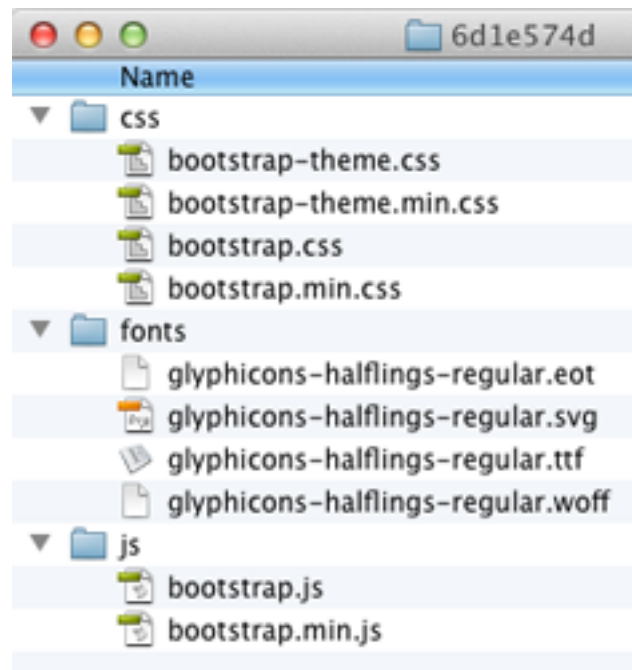 6d1e574d
Name
css
bootstrap-theme.css
bootstrap-theme.min.css
bootstrap.css
bootstrap.min.css
fonts
glyphicons-halflings-regular.eot
glyphicons-halflings-regular.svg
glyphicons-halflings-regular.ttf
glyphicons-halflings-regular.woff
js
bootstrap.js
bootstrap.min.js